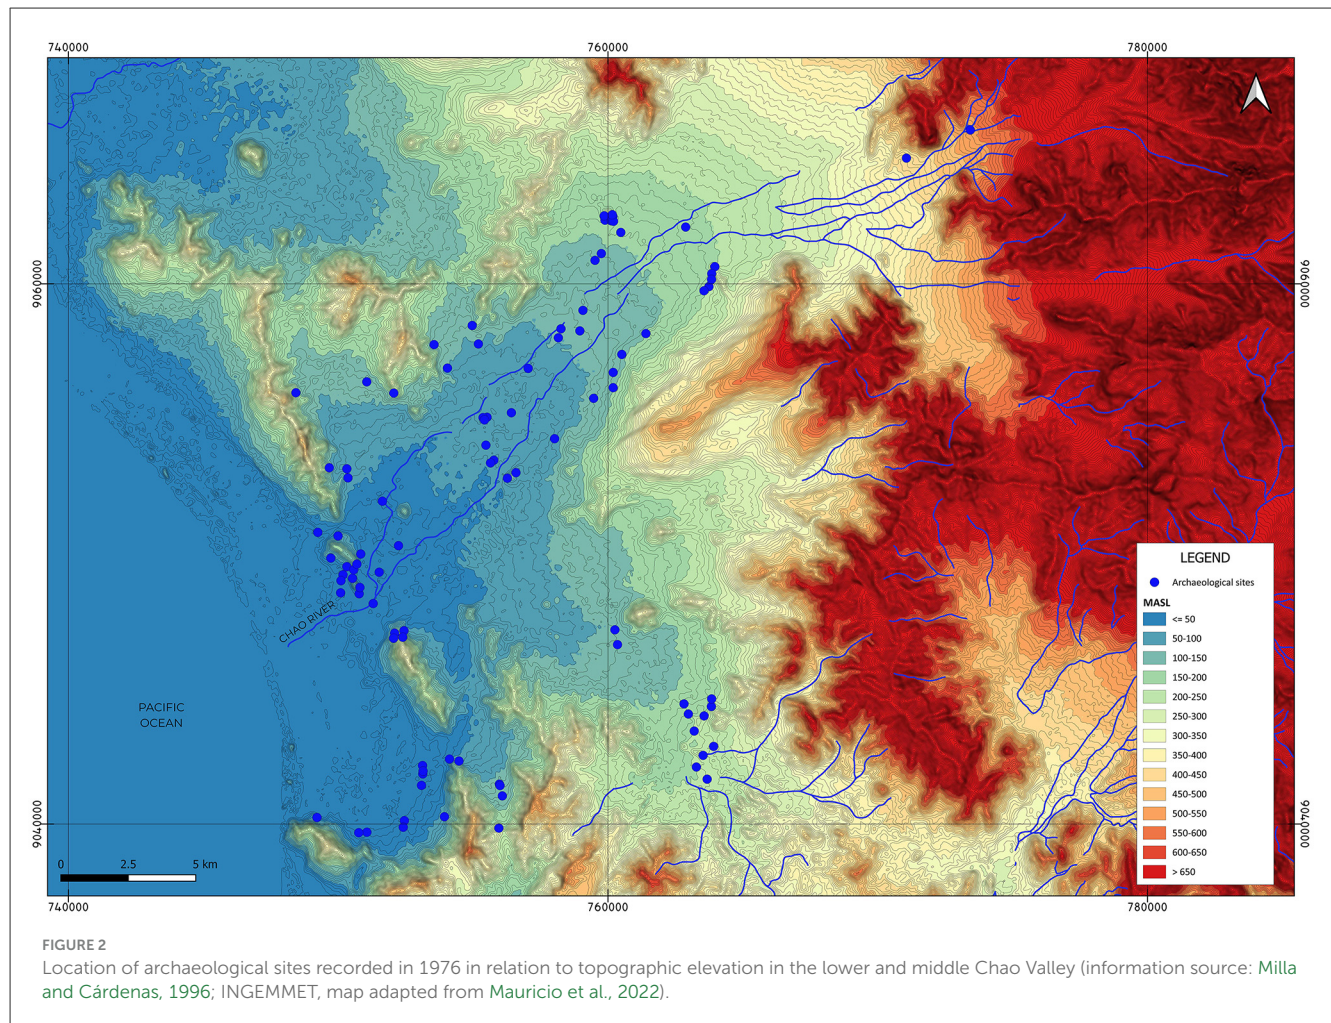 740000 760000 780000
9060000 9060000
CHAO RIVER
PACIFIC
OCEAN
LEGEND
Archaeological sites
MASL
<= 50
50-100
100-150
150-200
200-250
250-300
300-350
350-400
400-450
450-500
500-550
550-600
600-650
> 650
9040000 9040000
0 2.5 5 km
740000 760000 780000
FIGURE 2
Location of archaeological sites recorded in 1976 in relation to topographic elevation in the lower and middle Chao Valley (information source: Milla
and Cárdenas, 1996; INGEMMET, map adapted from Mauricio et al., 2022).